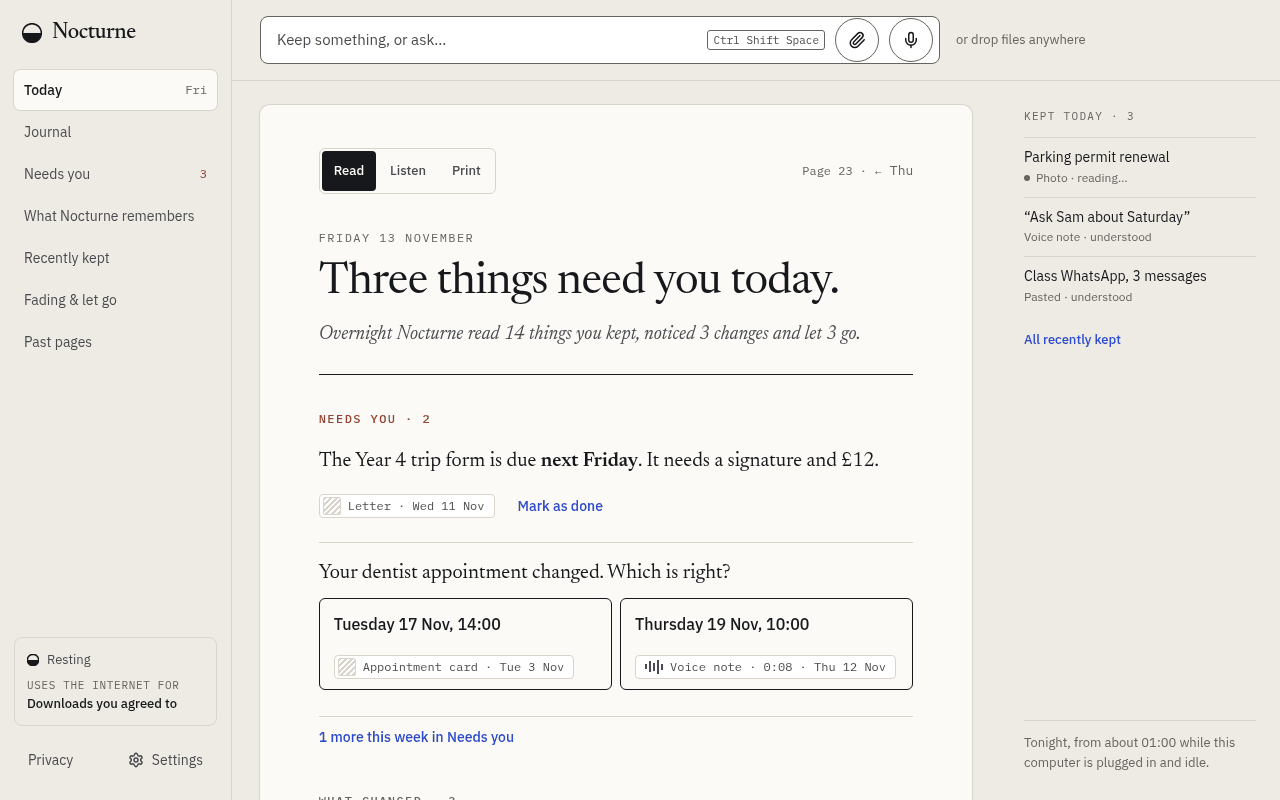 Nocturne
Today Fri
Journal
Needs you 3
What Nocturne remembers
Recently kept
Fading & let go
Past pages
Resting
USES THE INTERNET FOR
Downloads you agreed to
Privacy Settings
Keep something, or ask… Ctrl Shift Space or drop files anywhere
Read Listen Print Page 23 · ← Thu
FRIDAY 13 NOVEMBER
Three things need you today.
Overnight Nocturne read 14 things you kept, noticed 3 changes and let 3 go.
NEEDS YOU · 2
The Year 4 trip form is due next Friday. It needs a signature and £12.
Letter · Wed 11 Nov Mark as done
Your dentist appointment changed. Which is right?
Tuesday 17 Nov, 14:00
Appointment card · Tue 3 Nov
Thursday 19 Nov, 10:00
Voice note · 0:08 · Thu 12 Nov
1 more this week in Needs you
WHAT CHANGED · 3
KEPT TODAY · 3
Parking permit renewal
Photo · reading…
“Ask Sam about Saturday”
Voice note · understood
Class WhatsApp, 3 messages
Pasted · understood
All recently kept
Tonight, from about 01:00 while this
computer is plugged in and idle.